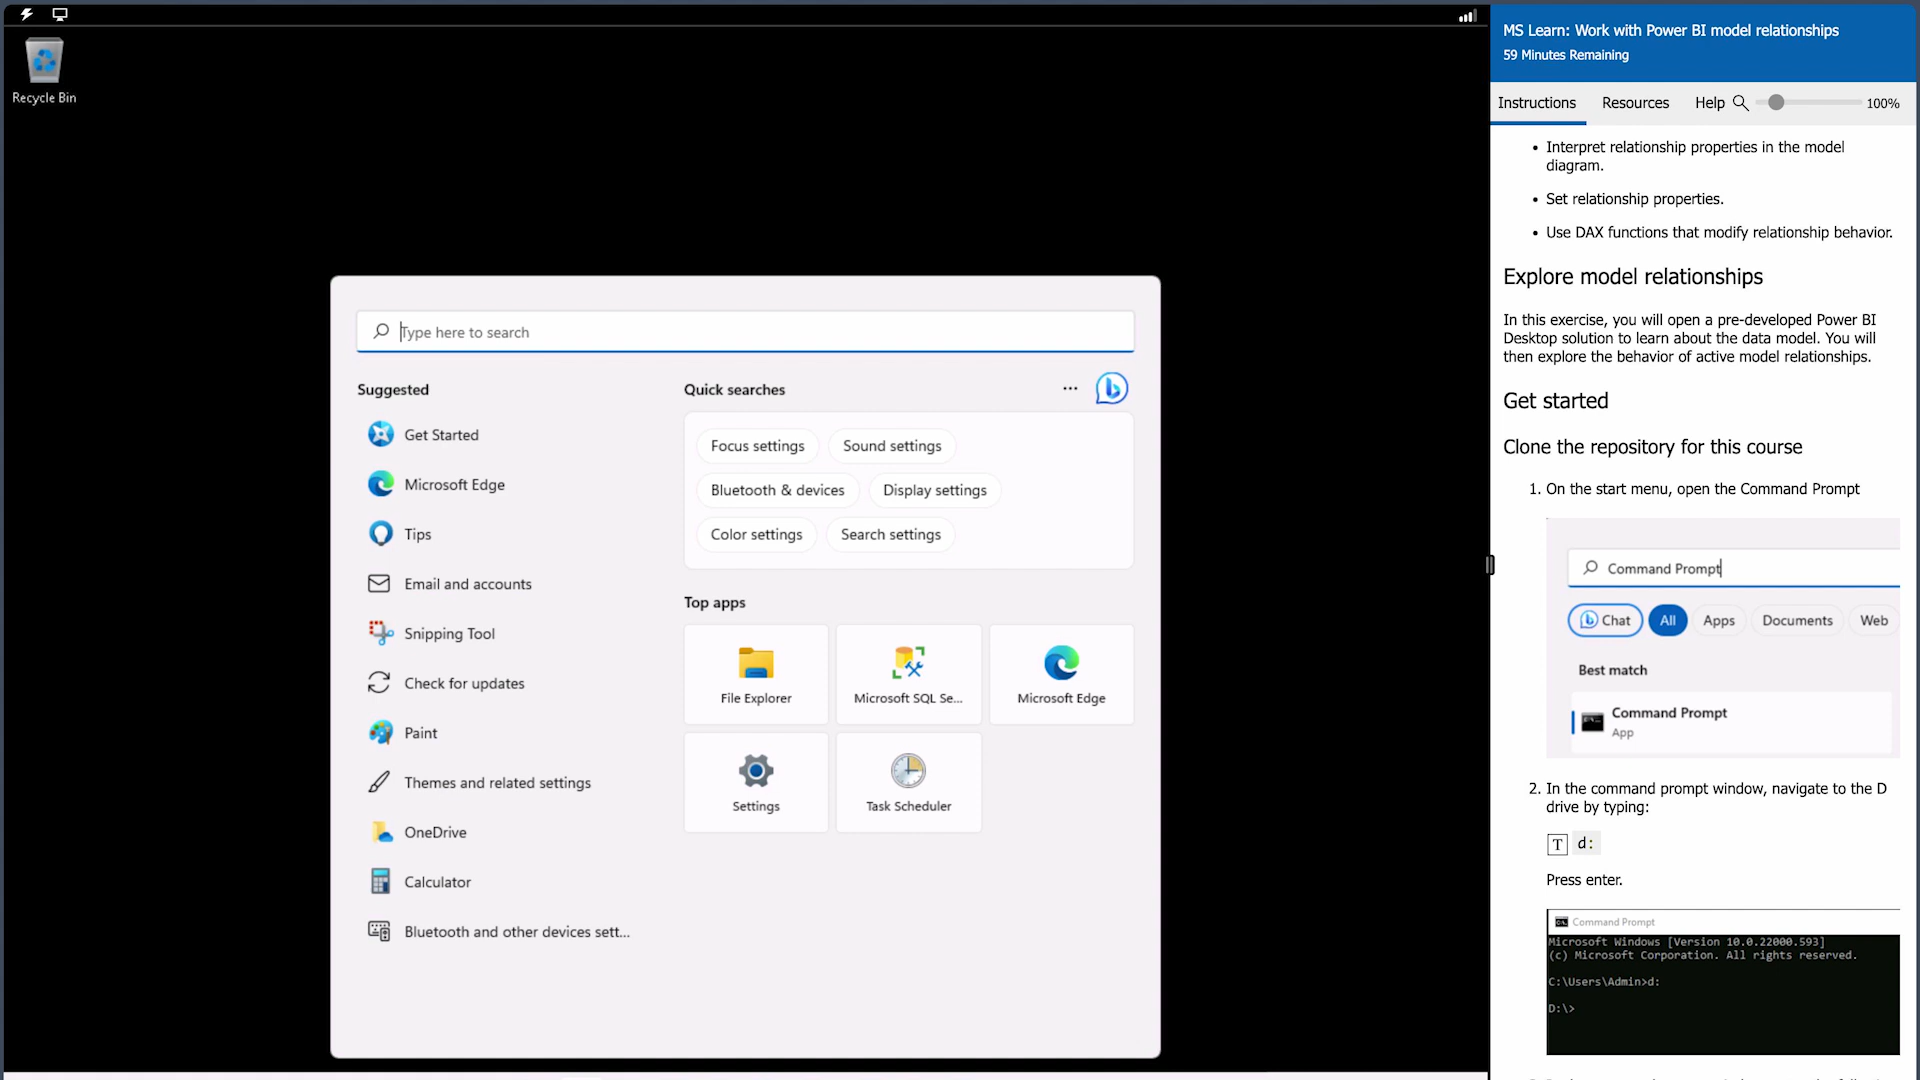 Recycle Bin
Type here to search
Suggested
Get Started
Microsoft Edge
Tips
Email and accounts
Snipping Tool
Check for updates
Paint
Themes and related settings
OneDrive
Calculator
Bluetooth and other devices sett...
Quick searches
Focus settings
Sound settings
Bluetooth & devices
Display settings
Color settings
Search settings
Top apps
File Explorer
Microsoft SQL Se...
Microsoft Edge
Settings
Task Scheduler
MS Learn: Work with Power BI model relationships
59 Minutes Remaining
Instructions Resources Help 100%
• Interpret relationship properties in the model
diagram.
• Set relationship properties.
• Use DAX functions that modify relationship behavior.
Explore model relationships
In this exercise, you will open a pre-developed Power BI
Desktop solution to learn about the data model. You will
then explore the behavior of active model relationships.
Get started
Clone the repository for this course
1. On the start menu, open the Command Prompt
Command Prompt
Chat All Apps Documents Web
Best match
Command Prompt
App
2. In the command prompt window, navigate to the D
drive by typing:
T d:
Press enter.
Command Prompt
Microsoft Windows [Version 10.0.22000.593]
(c) Microsoft Corporation. All rights reserved.
C:\Users\Admin>d:
D:\>